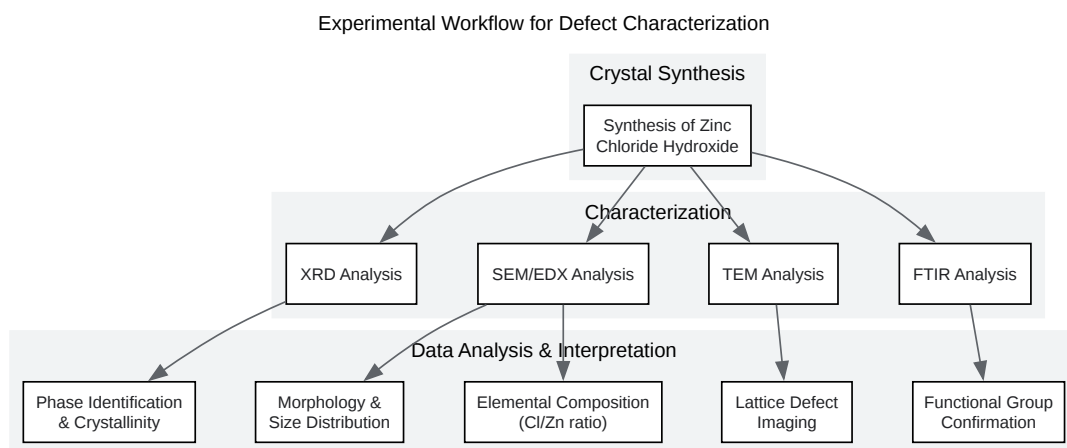 Experimental Workflow for Defect Characterization
Crystal Synthesis
Synthesis of Zinc
Chloride Hydroxide
Characterization
XRD Analysis
SEM/EDX Analysis
TEM Analysis
FTIR Analysis
Data Analysis & Interpretation
Phase Identification
& Crystallinity
Morphology &
Size Distribution
Elemental Composition
(Cl/Zn ratio)
Lattice Defect
Imaging
Functional Group
Confirmation